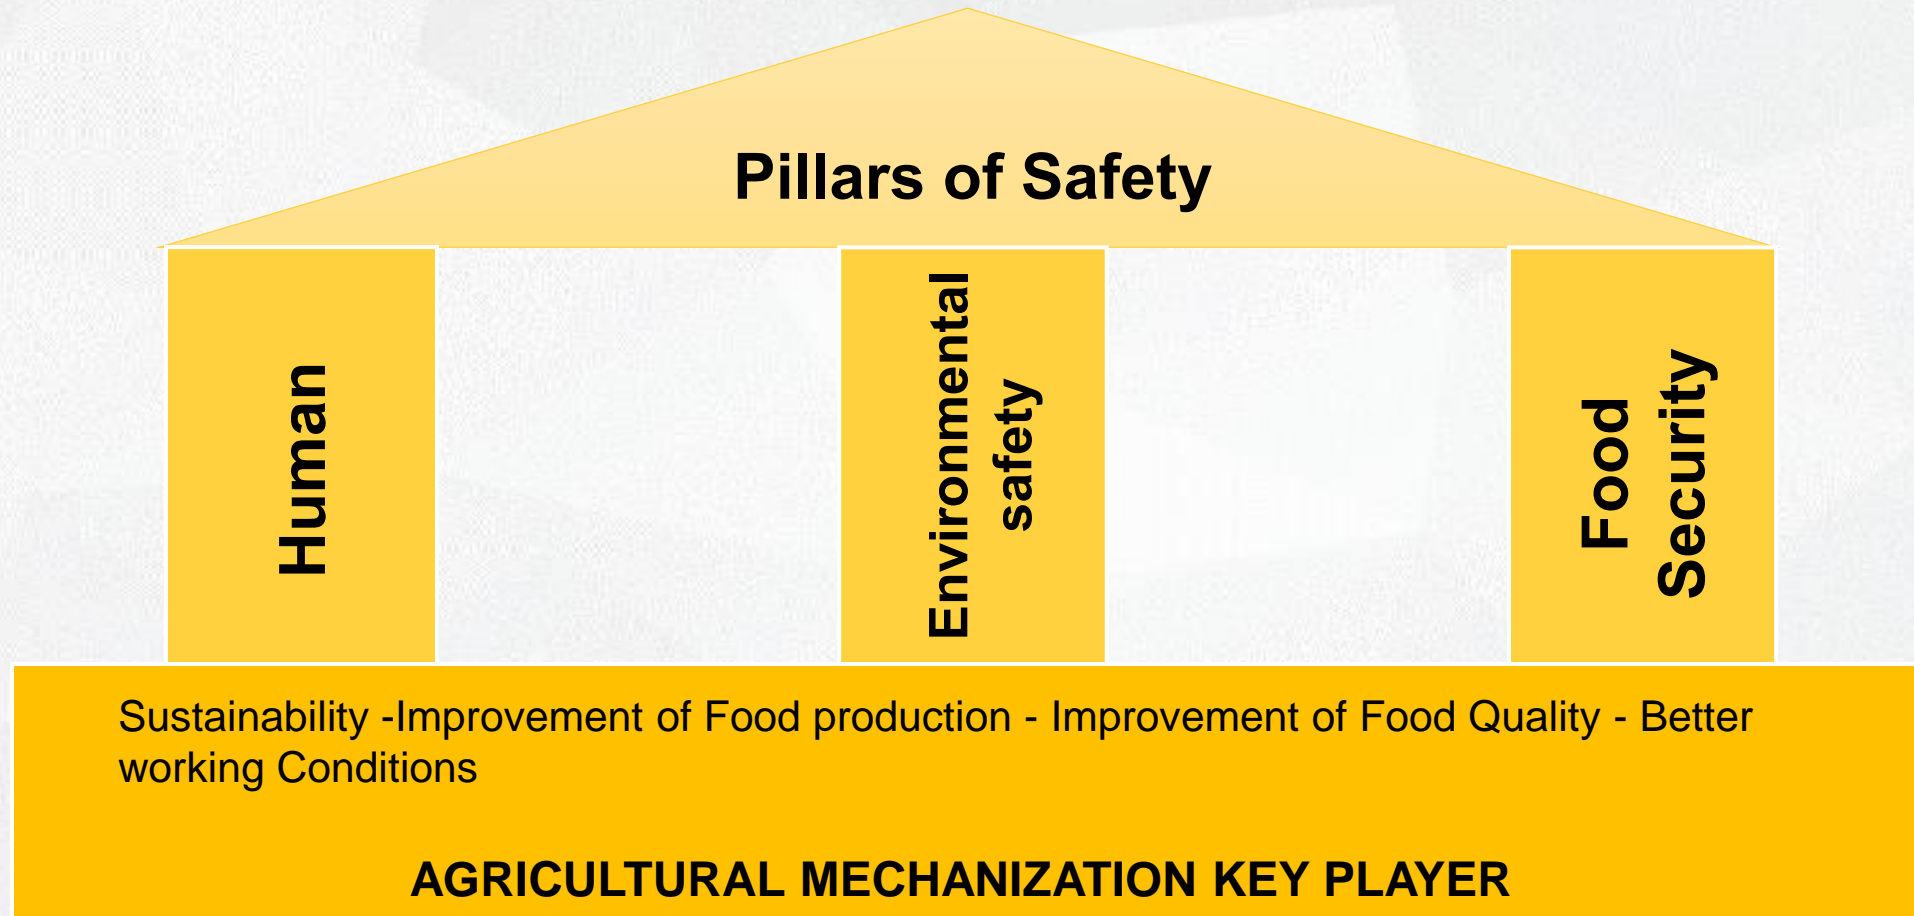 Pillars of Safety
Human
Environmental
safety
Food
Security
Sustainability -Improvement of Food production - Improvement of Food Quality - Better
working Conditions
AGRICULTURAL MECHANIZATION KEY PLAYER